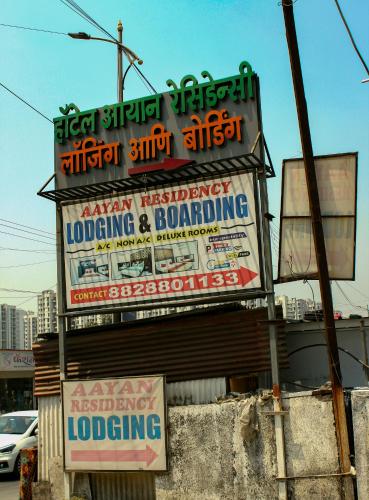 हॉटेल आयान रेसिडेन्सी
लॉजिंग आणि बोर्डिंग
AAYAN RESIDENCY
LODGING & BOARDING
A/C NON A/C DELUXE ROOMS
CONTACT 8828801133
AAYAN
RESIDENCY
LODGING